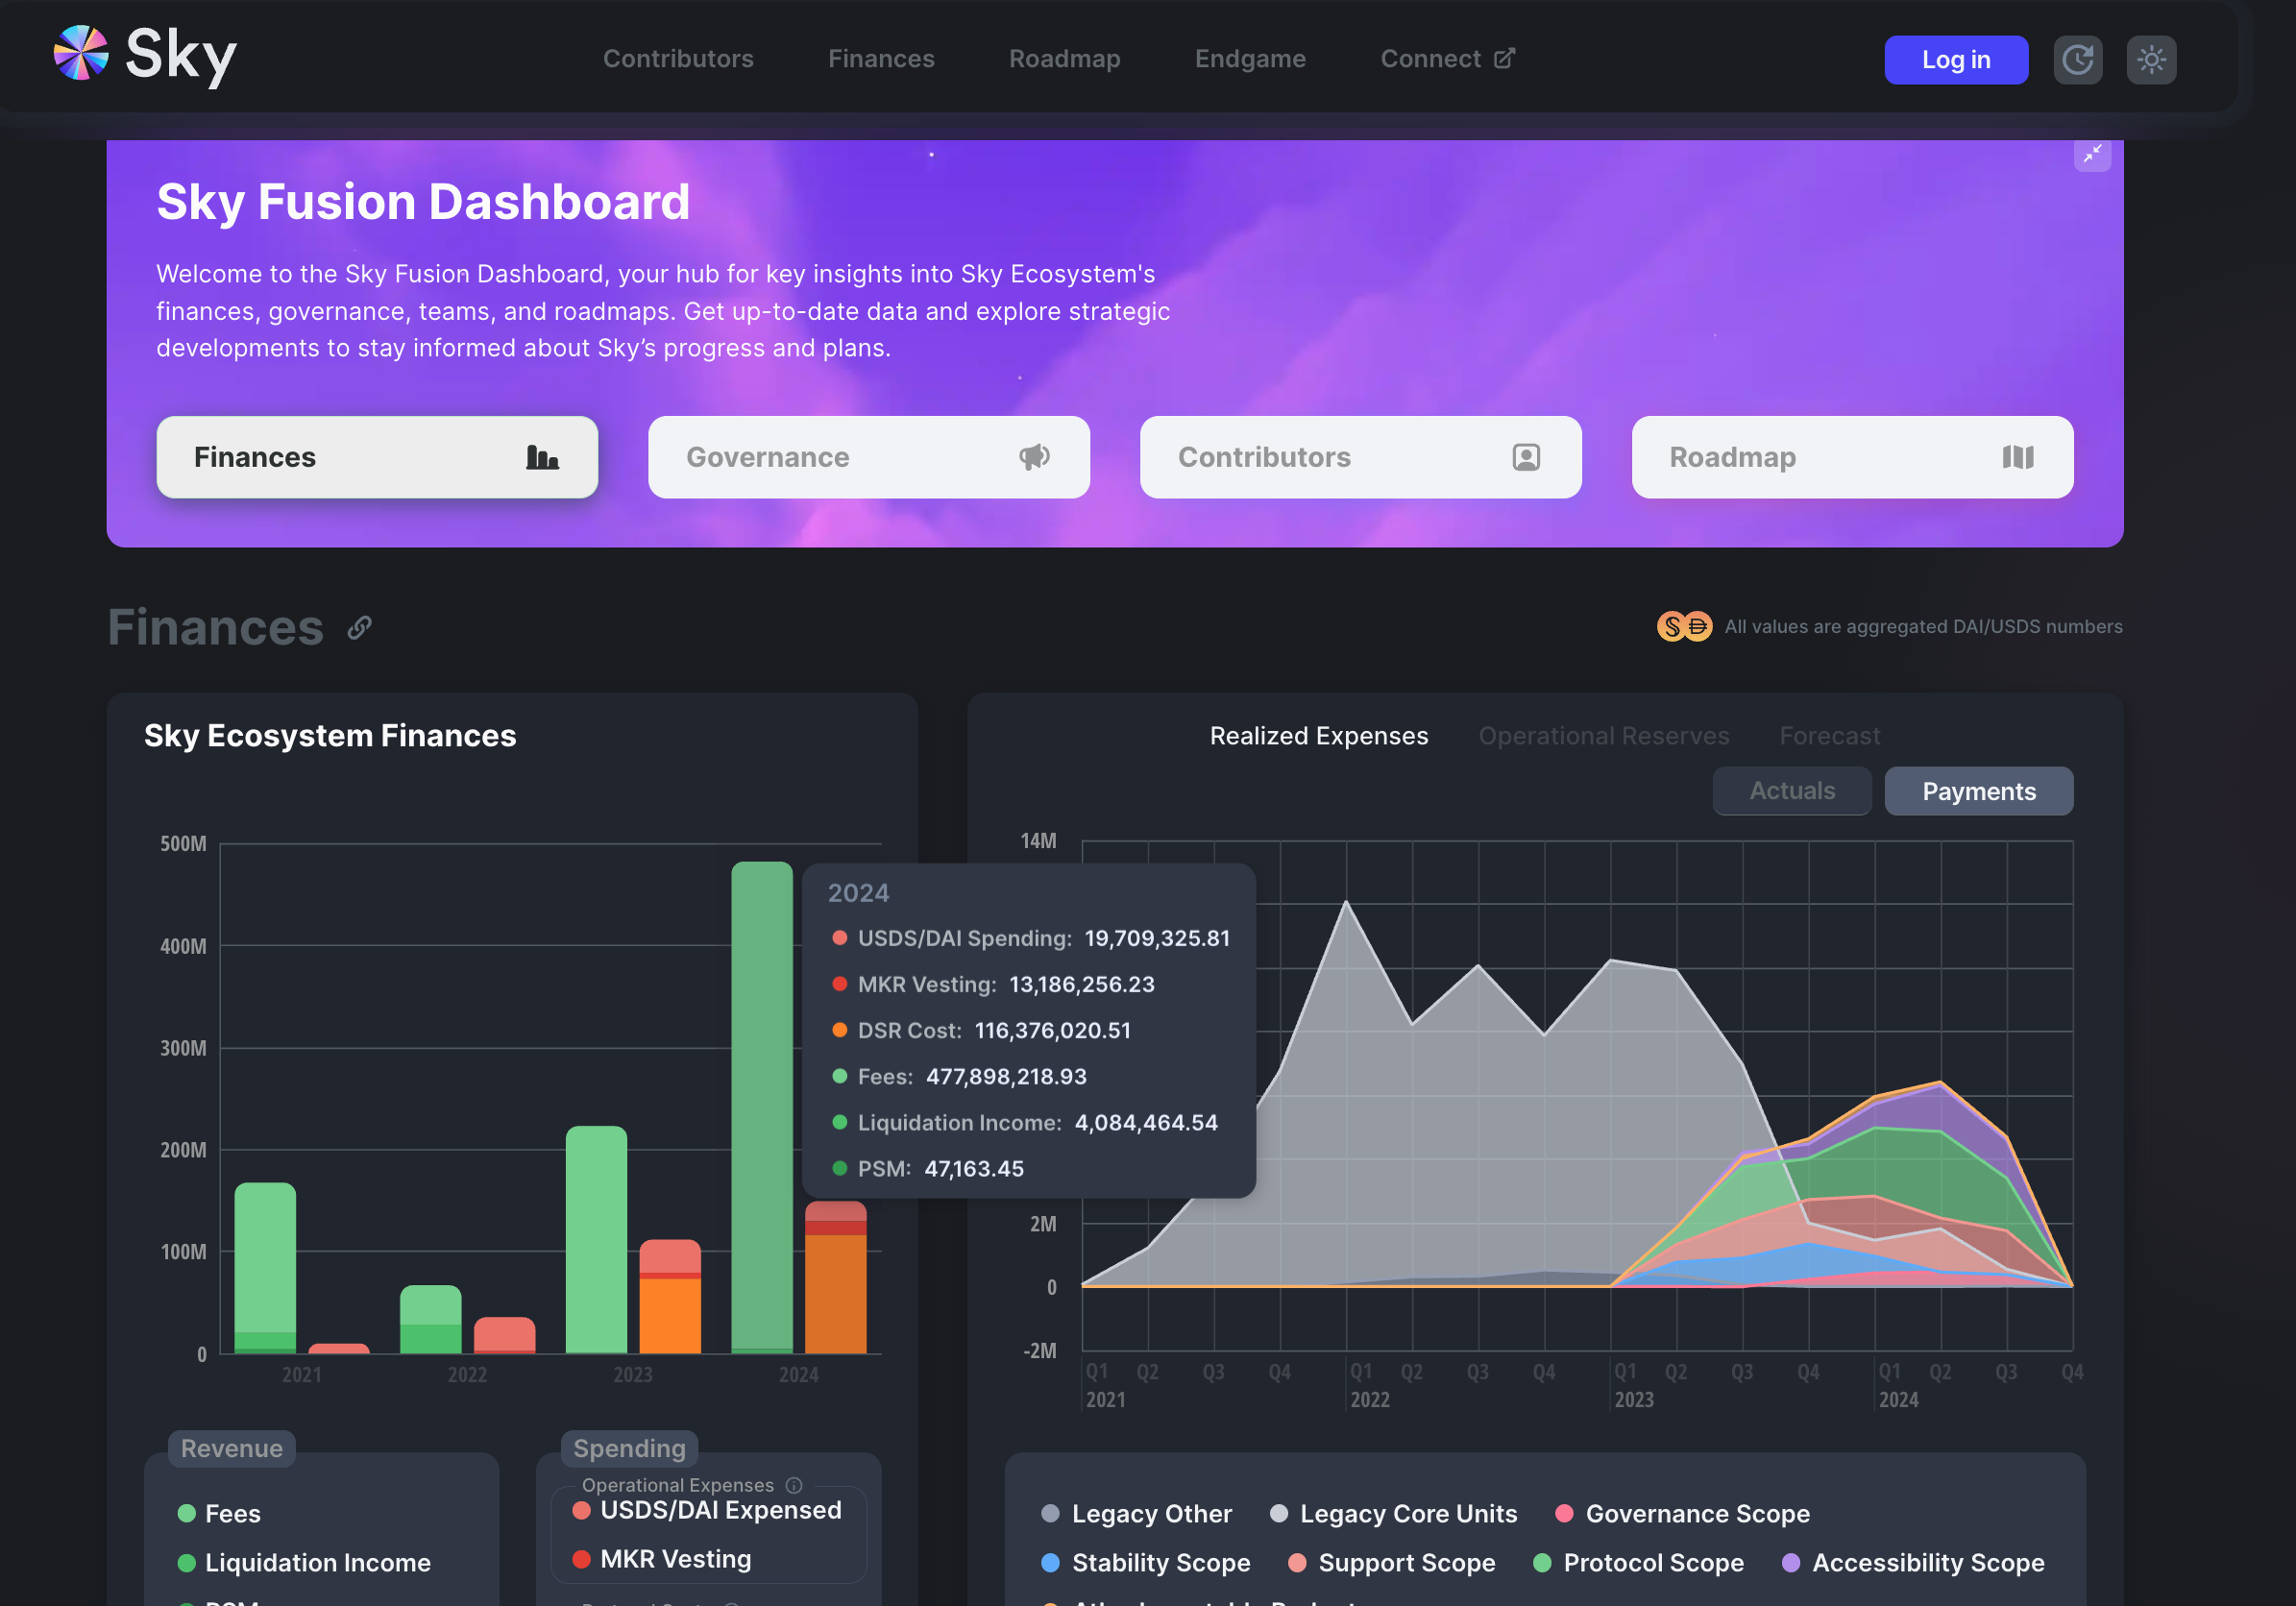 Sky
Contributors Finances Roadmap Endgame Connect
Log in
Sky Fusion Dashboard
Welcome to the Sky Fusion Dashboard, your hub for key insights into Sky Ecosystem's
finances, governance, teams, and roadmaps. Get up-to-date data and explore strategic
developments to stay informed about Sky’s progress and plans.
Finances
Governance
Contributors
Roadmap
Finances
All values are aggregated DAI/USDS numbers
Sky Ecosystem Finances
500M
400M
300M
200M
100M
0
2021 2022 2023 2024
2024
USDS/DAI Spending: 19,709,325.81
MKR Vesting: 13,186,256.23
DSR Cost: 116,376,020.51
Fees: 477,898,218.93
Liquidation Income: 4,084,464.54
PSM: 47,163.45
Revenue
Fees
Liquidation Income
PSM
Spending
Operational Expenses
USDS/DAI Expensed
MKR Vesting
Realized Expenses Operational Reserves Forecast
Actuals Payments
14M
2M
0
-2M
Q1 Q2 Q3 Q4 Q1 Q2 Q3 Q4 Q1 Q2 Q3 Q4 Q1 Q2 Q3 Q4
2021 2022 2023 2024
Legacy Other Legacy Core Units Governance Scope
Stability Scope Support Scope Protocol Scope Accessibility Scope